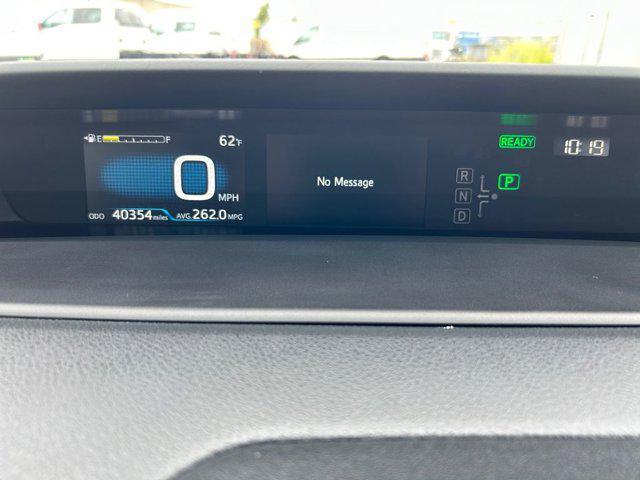 E F
62°F
0 MPH
ODO 40354 miles AVG. 262.0 MPG
No Message
READY
10:19
R
N
D
P